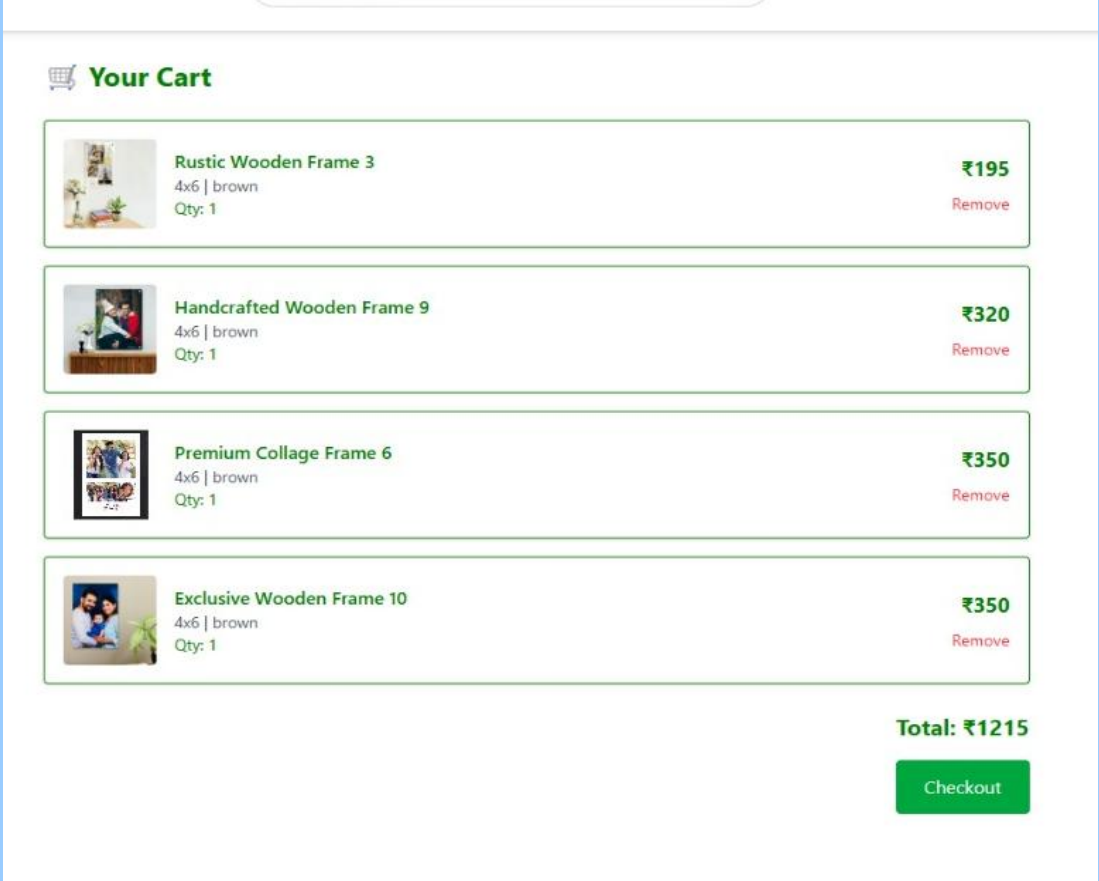 Your Cart
Rustic Wooden Frame 3
4x6 | brown
Qty: 1
₹195
Remove
Handcrafted Wooden Frame 9
4x6 | brown
Qty: 1
₹320
Remove
Premium Collage Frame 6
4x6 | brown
Qty: 1
₹350
Remove
Exclusive Wooden Frame 10
4x6 | brown
Qty: 1
₹350
Remove
Total: ₹1215
Checkout